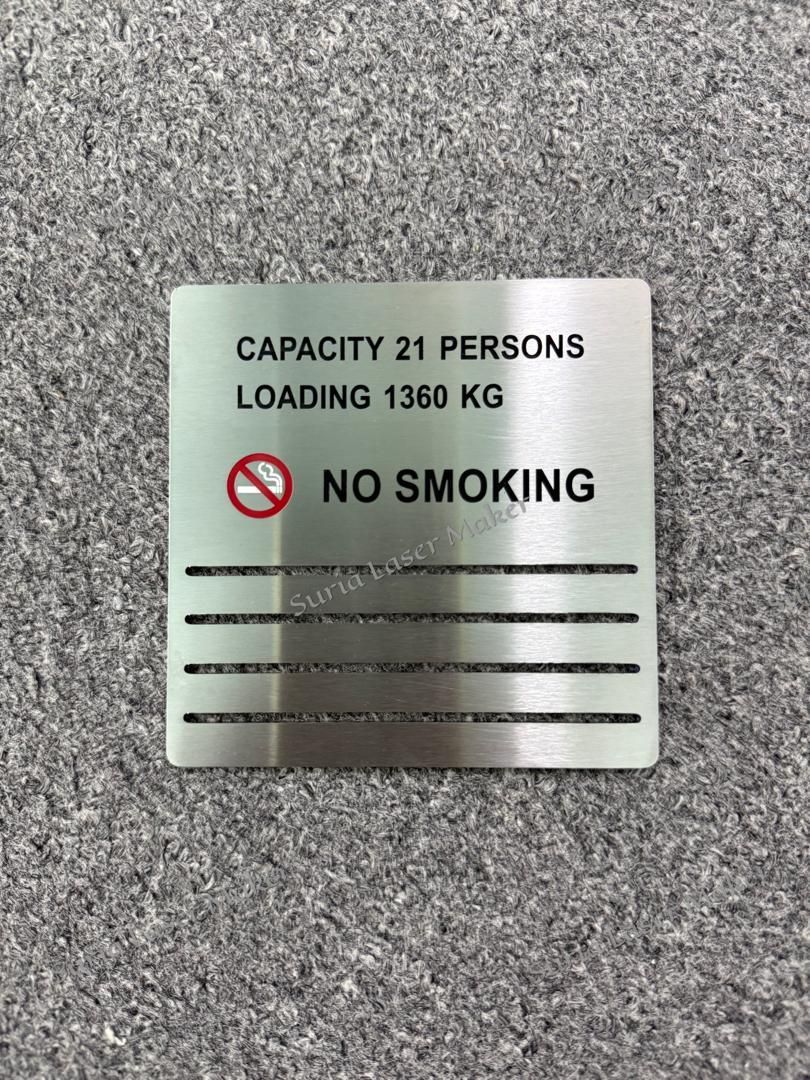 CAPACITY 21 PERSONS
LOADING 1360 KG
NO SMOKING
Suria Laser Maker